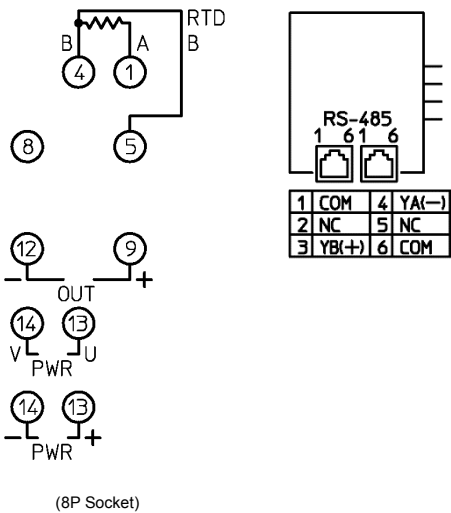 RTD
B A B
4 1
8 5
12 9
- OUT +
14 13
V PWR U
14 13
- PWR +
(8P Socket)
RS-485
1 6 1 6
1 COM 4 YA(-)
2 NC 5 NC
3 YB(+) 6 COM